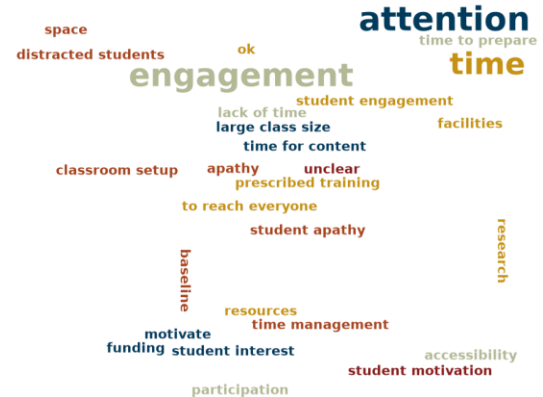 attention
space
time to prepare
ok
distracted students
time
engagement
student engagement
lack of time
facilities
large class size
time for content
classroom setup
apathy
unclear
prescribed training
to reach everyone
student apathy
research
baseline
resources
time management
motivate
funding
student interest
accessibility
student motivation
participation